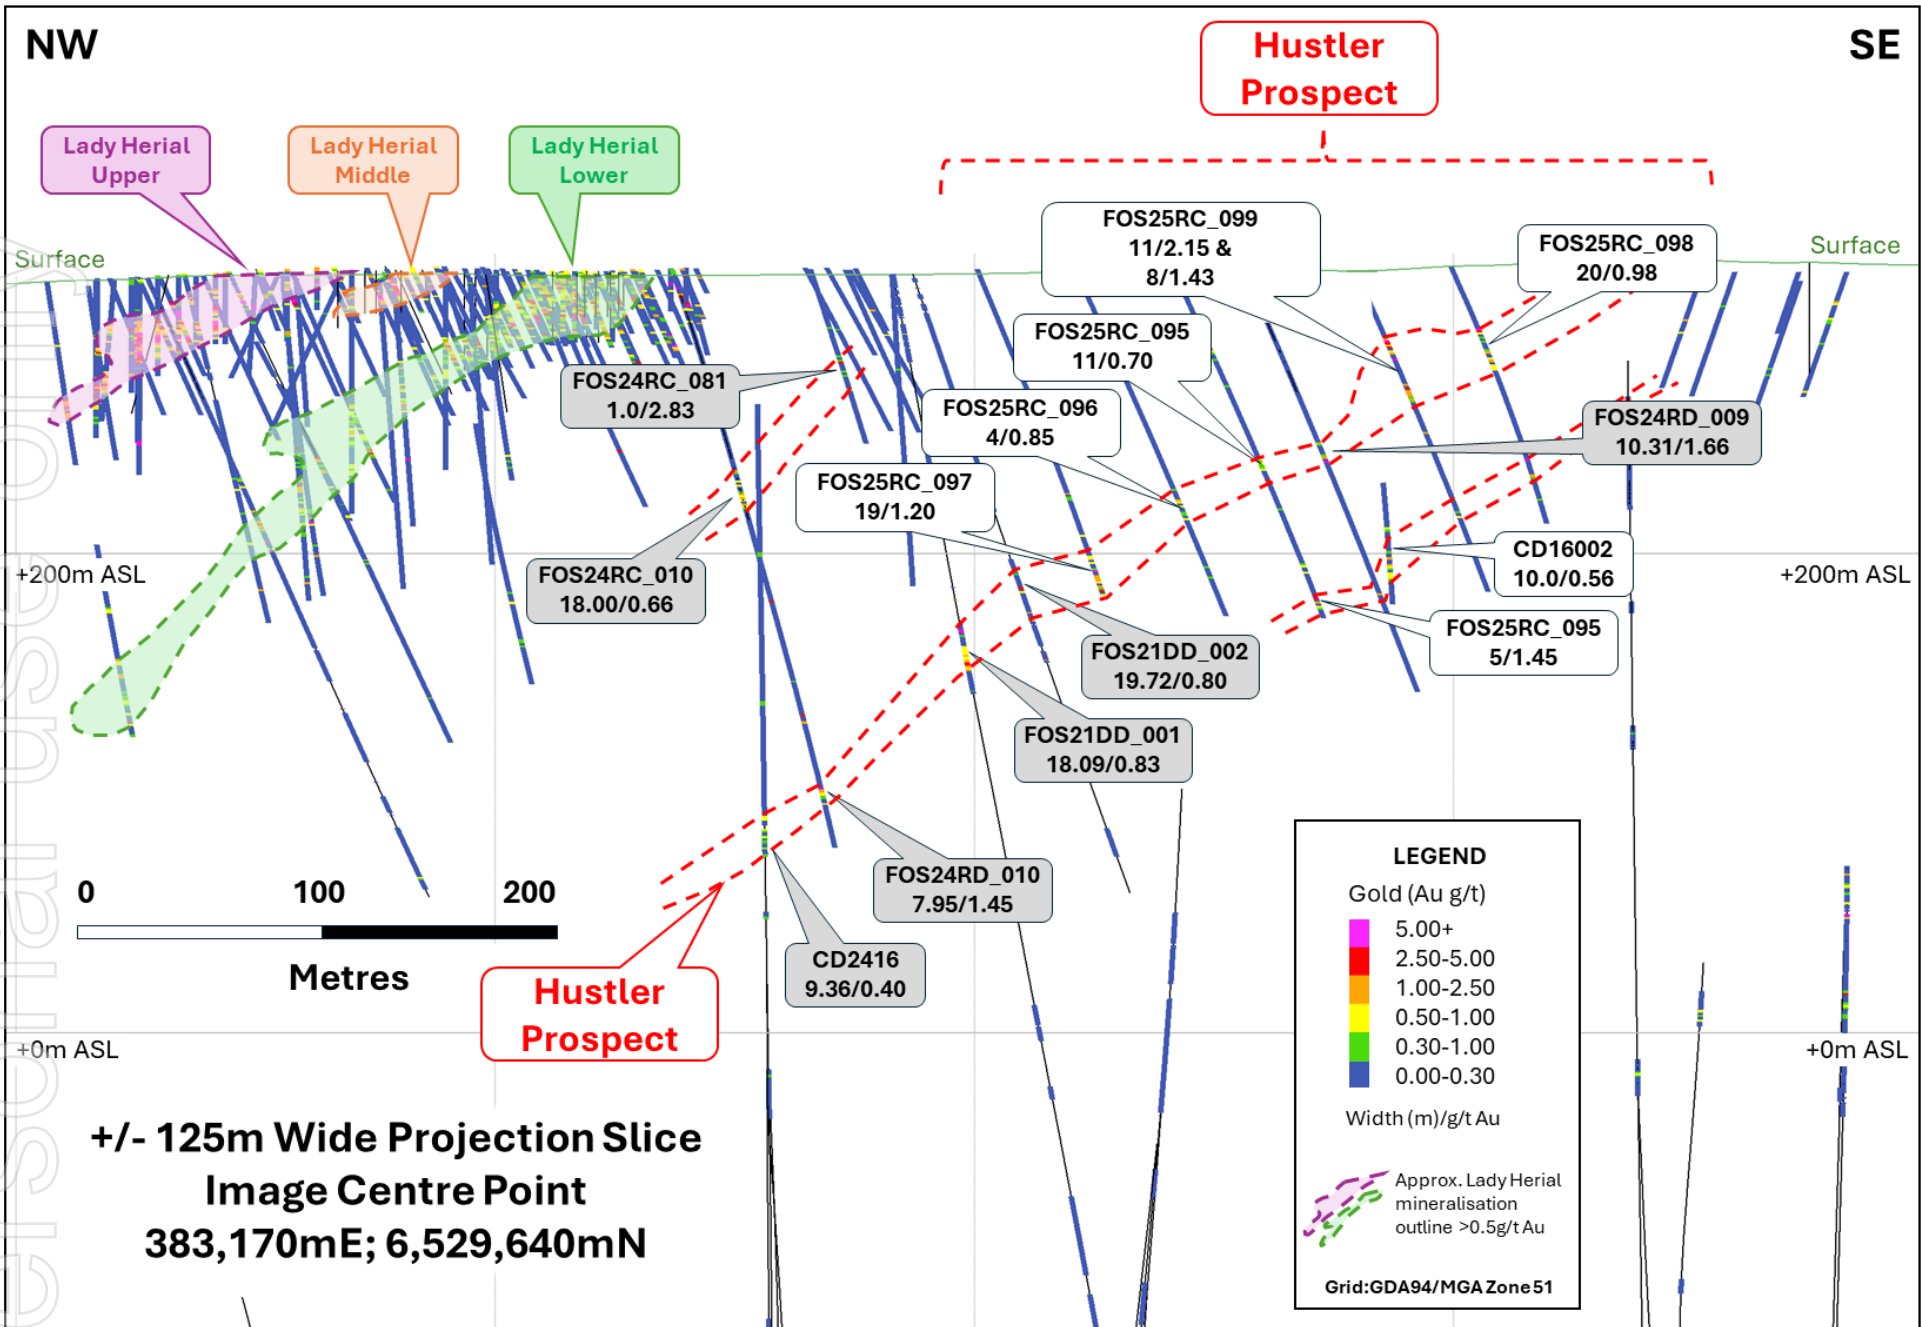 NW
SE
Hustler
Prospect
Lady Herial
Upper
Lady Herial
Middle
Lady Herial
Lower
Surface
Surface
FOS25RC_099
11/2.15 &
8/1.43
FOS25RC_098
20/0.98
FOS25RC_095
11/0.70
FOS24RC_081
1.0/2.83
FOS25RC_096
4/0.85
FOS24RD_009
10.31/1.66
FOS25RC_097
19/1.20
CD16002
10.0/0.56
FOS24RC_010
18.00/0.66
+200m ASL
+200m ASL
FOS25RC_095
5/1.45
FOS21DD_002
19.72/0.80
FOS21DD_001
18.09/0.83
FOS24RD_010
7.95/1.45
0 100 200
Metres
CD2416
9.36/0.40
Hustler
Prospect
+0m ASL
+0m ASL
LEGEND
Gold (Au g/t)
5.00+
2.50-5.00
1.00-2.50
0.50-1.00
0.30-1.00
0.00-0.30
Width (m)/g/t Au
Approx. Lady Herial
mineralisation
outline >0.5g/t Au
Grid:GDA94/MGA Zone 51
+/- 125m Wide Projection Slice
Image Centre Point
383,170mE; 6,529,640mN
ersonal use only